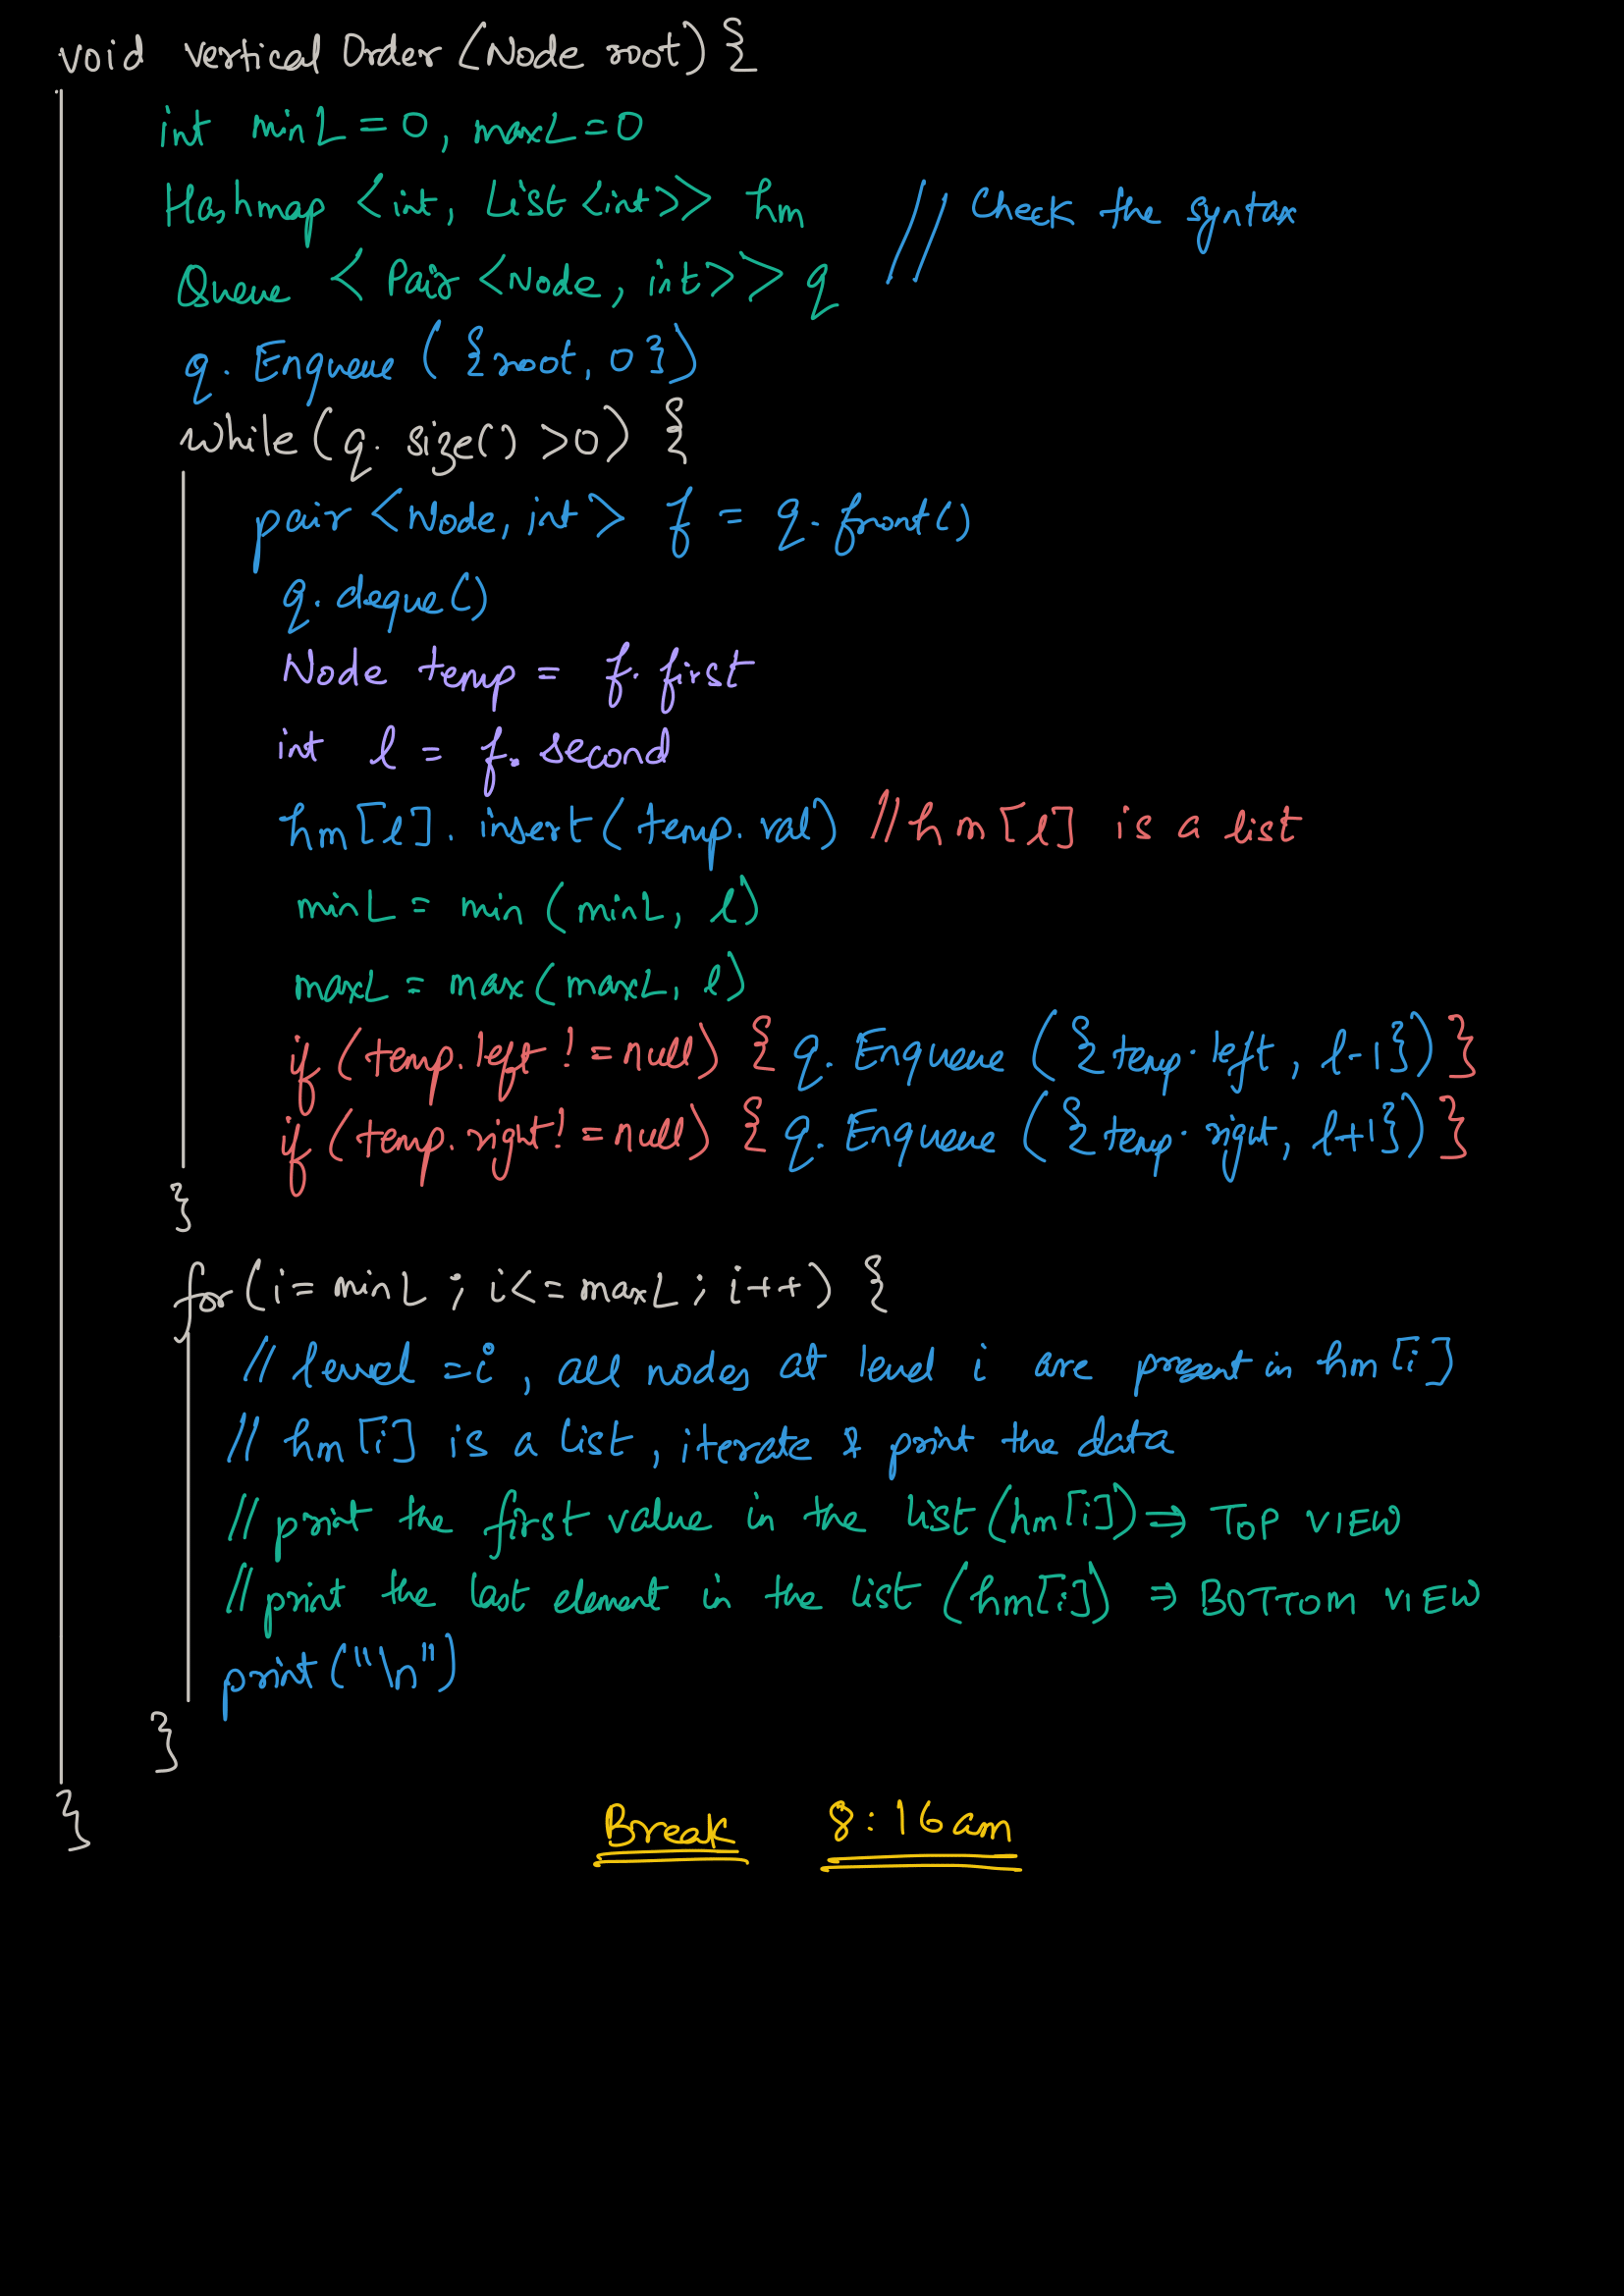 void vertical Order (Node root) {
int minL = 0, maxL = 0
Hashmap <int, List <int>> hm
// Check the syntax
Queue < Pair <Node, int>> q
q. Enqueue ( {root, 0 })
while (q. size() > 0) {
pair <Node, int> f = q. front()
q. deque()
Node temp = f. first
int l = f. second
hm [l]. insert (temp. val) // hm [l] is a list
minL = min (minL, l)
maxL = max (maxL, l)
if (temp. left != null) { q. Enqueue ( { temp. left, l-1 }) }
if (temp. right != null) { q. Enqueue ( { temp. right, l+1 }) }
}
for (i = minL ; i <= maxL ; i++) {
// level = i, all nodes at level i are present in hm [i]
// hm [i] is a list, iterate & print the data
// print the first value in the list (hm [i]) ⇒ TOP VIEW
// print the last element in the list (hm[i]) ⇒ BOTTOM VIEW
print ("\n")
}
}
Break 8:16am